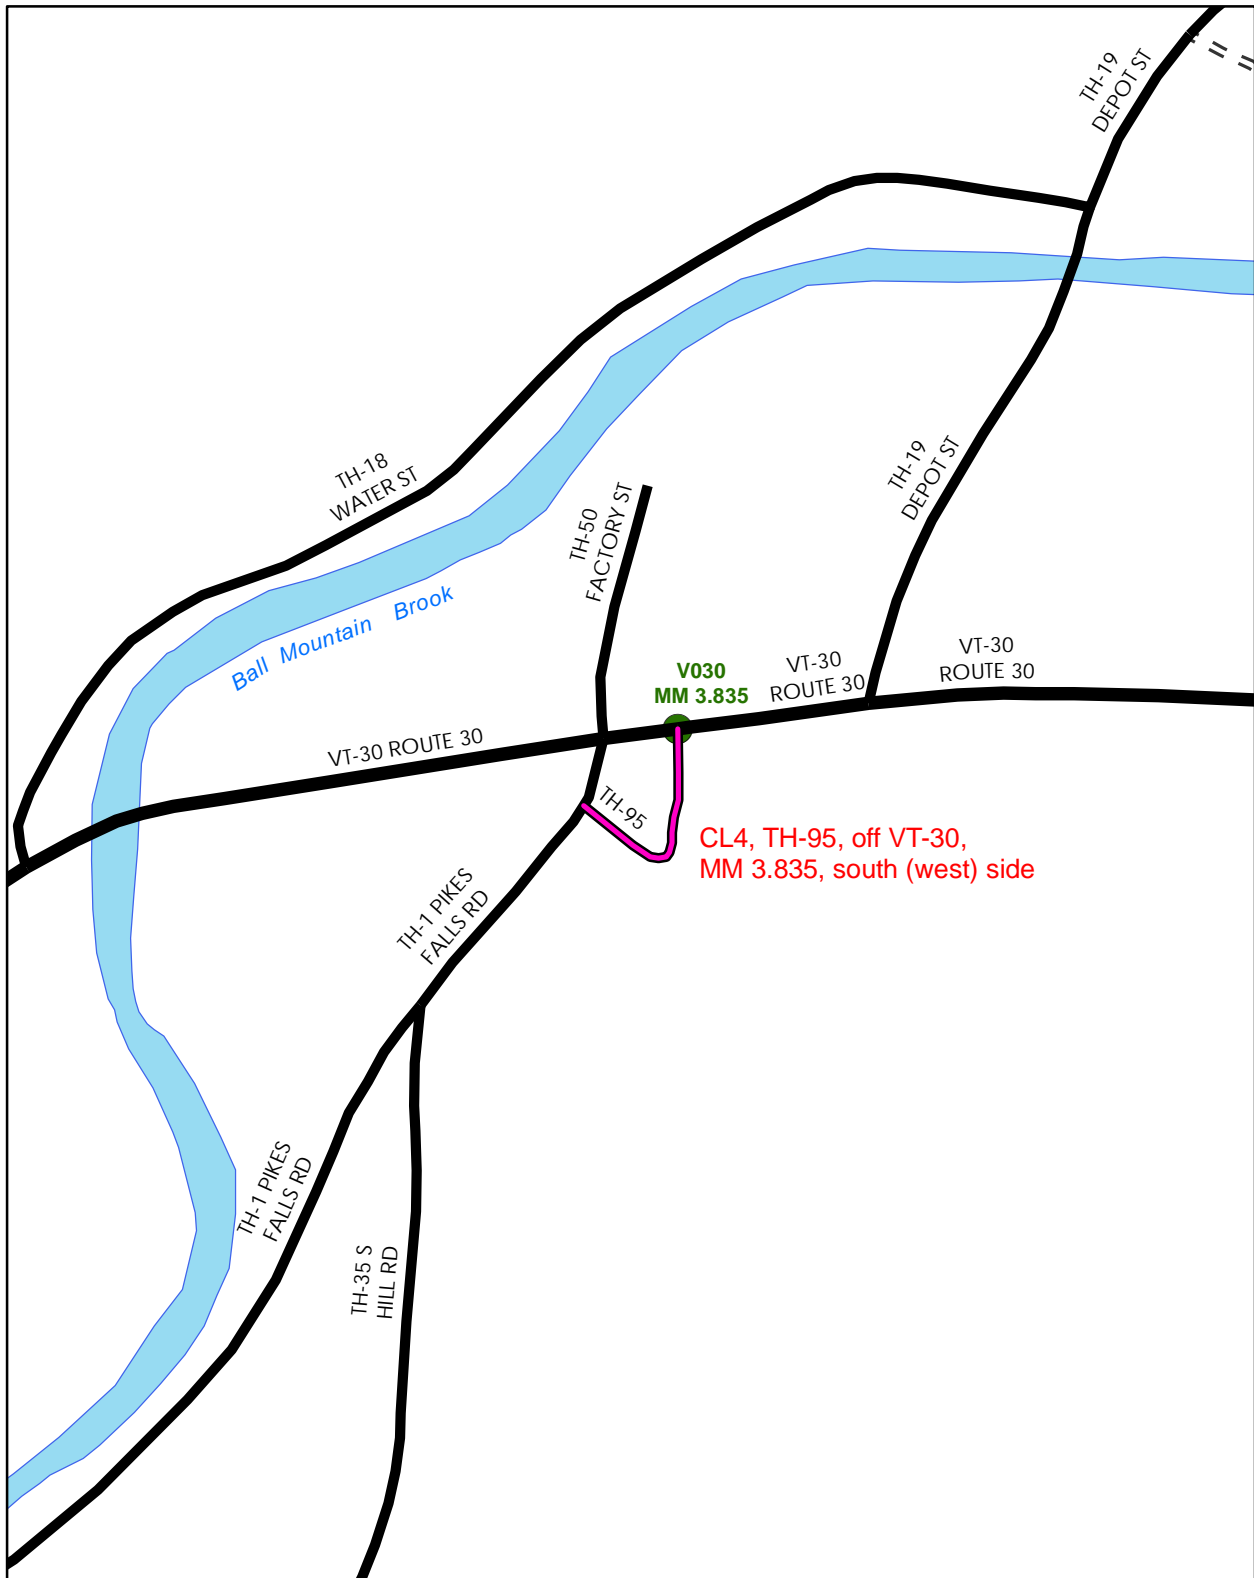 TH-19
DEPOT ST
TH-18
WATER ST
TH-19
DEPOT ST
TH-50
FACTORY ST
Ball Mountain Brook
V030
MM 3.835
VT-30
ROUTE 30
VT-30
ROUTE 30
VT-30 ROUTE 30
TH-95
CL4, TH-95, off VT-30,
MM 3.835, south (west) side
TH-1 PIKES
FALLS RD
TH-1 PIKES
FALLS RD
TH-35 S
HILL RD